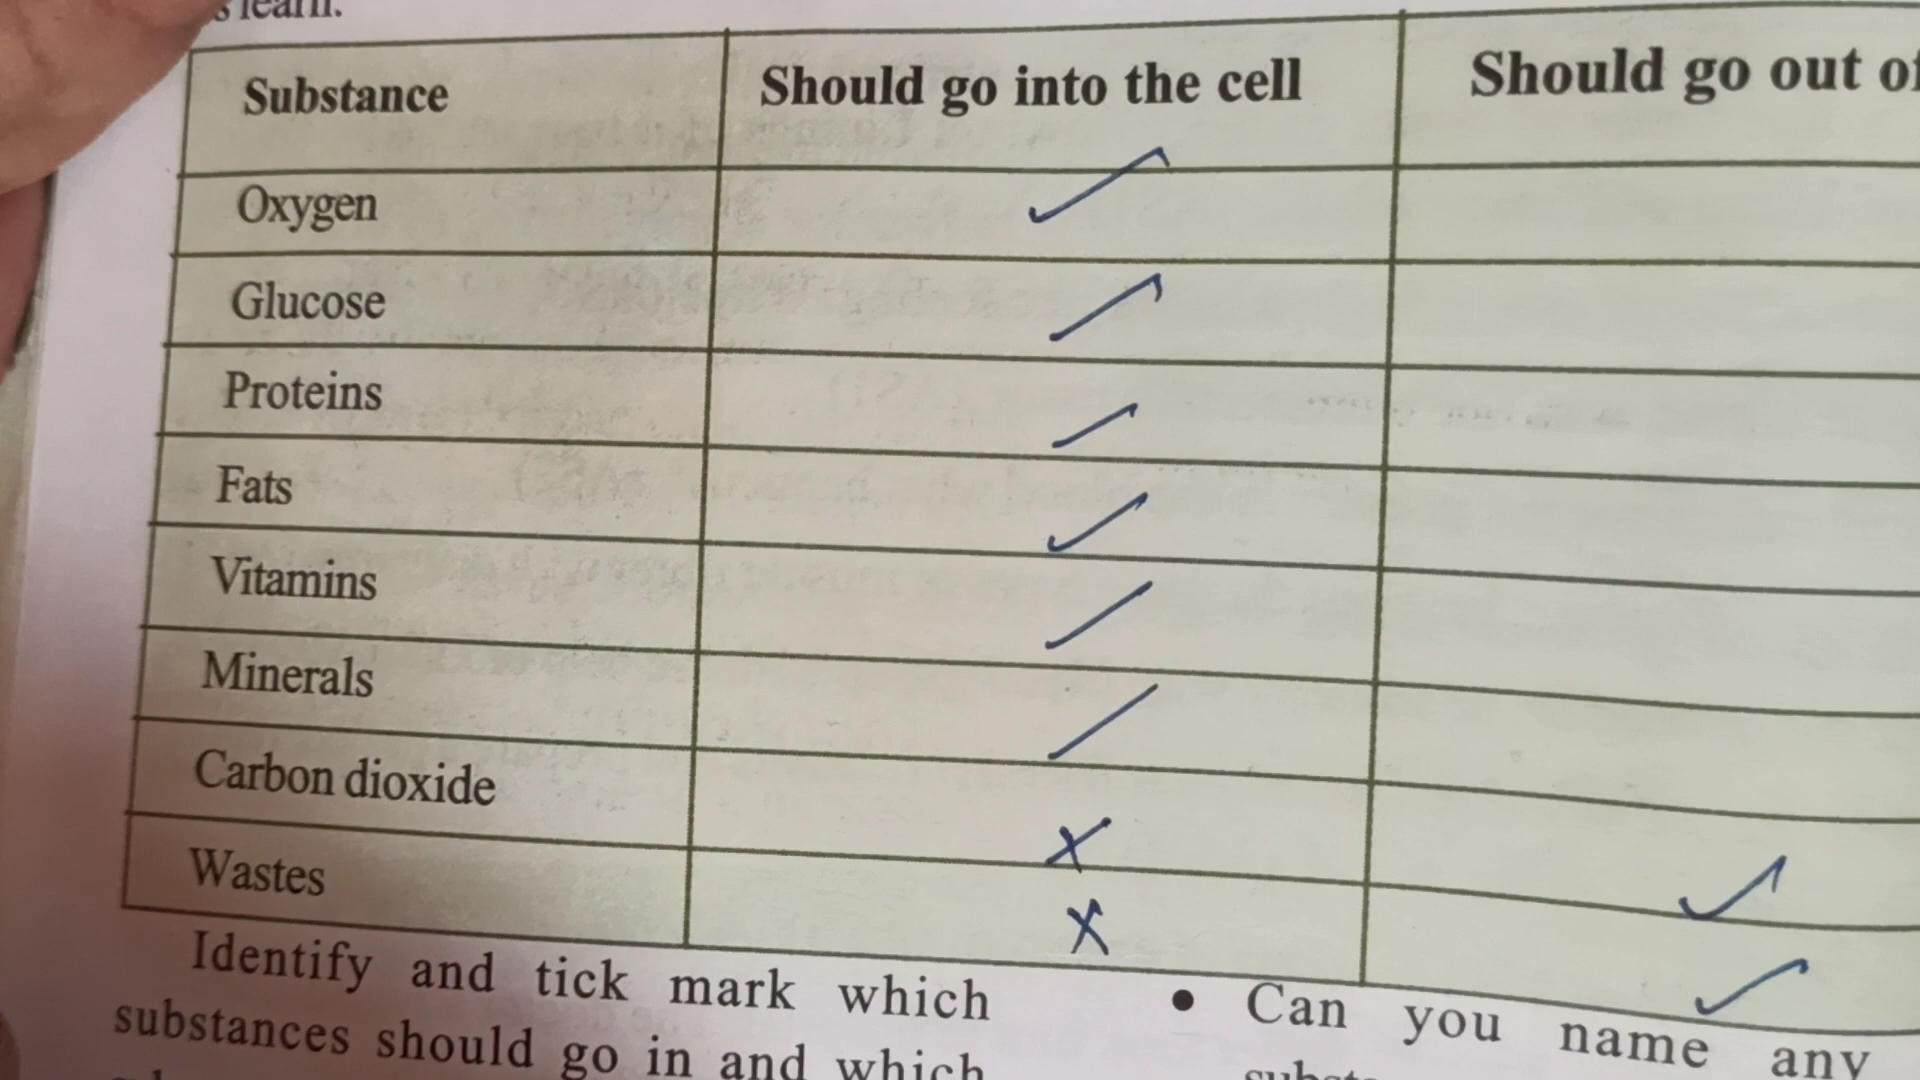 learn.
Substance Should go into the cell Should go out of
Oxygen ✓
Glucose ✓
Proteins ✓
Fats ✓
Vitamins ✓
Minerals ✓
Carbon dioxide ✗ ✓
Wastes ✗ ✓
Identify and tick mark which
substances should go in and which
• Can you name any